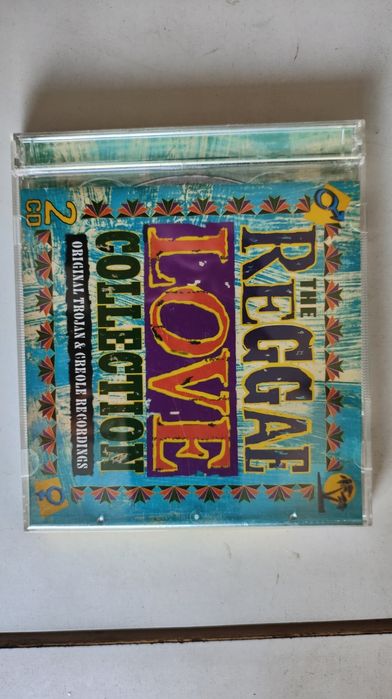 THE
REGGAE
LOVE
COLLECTION
ORIGINAL TROJAN & CREOLE RECORDINGS
2
CD